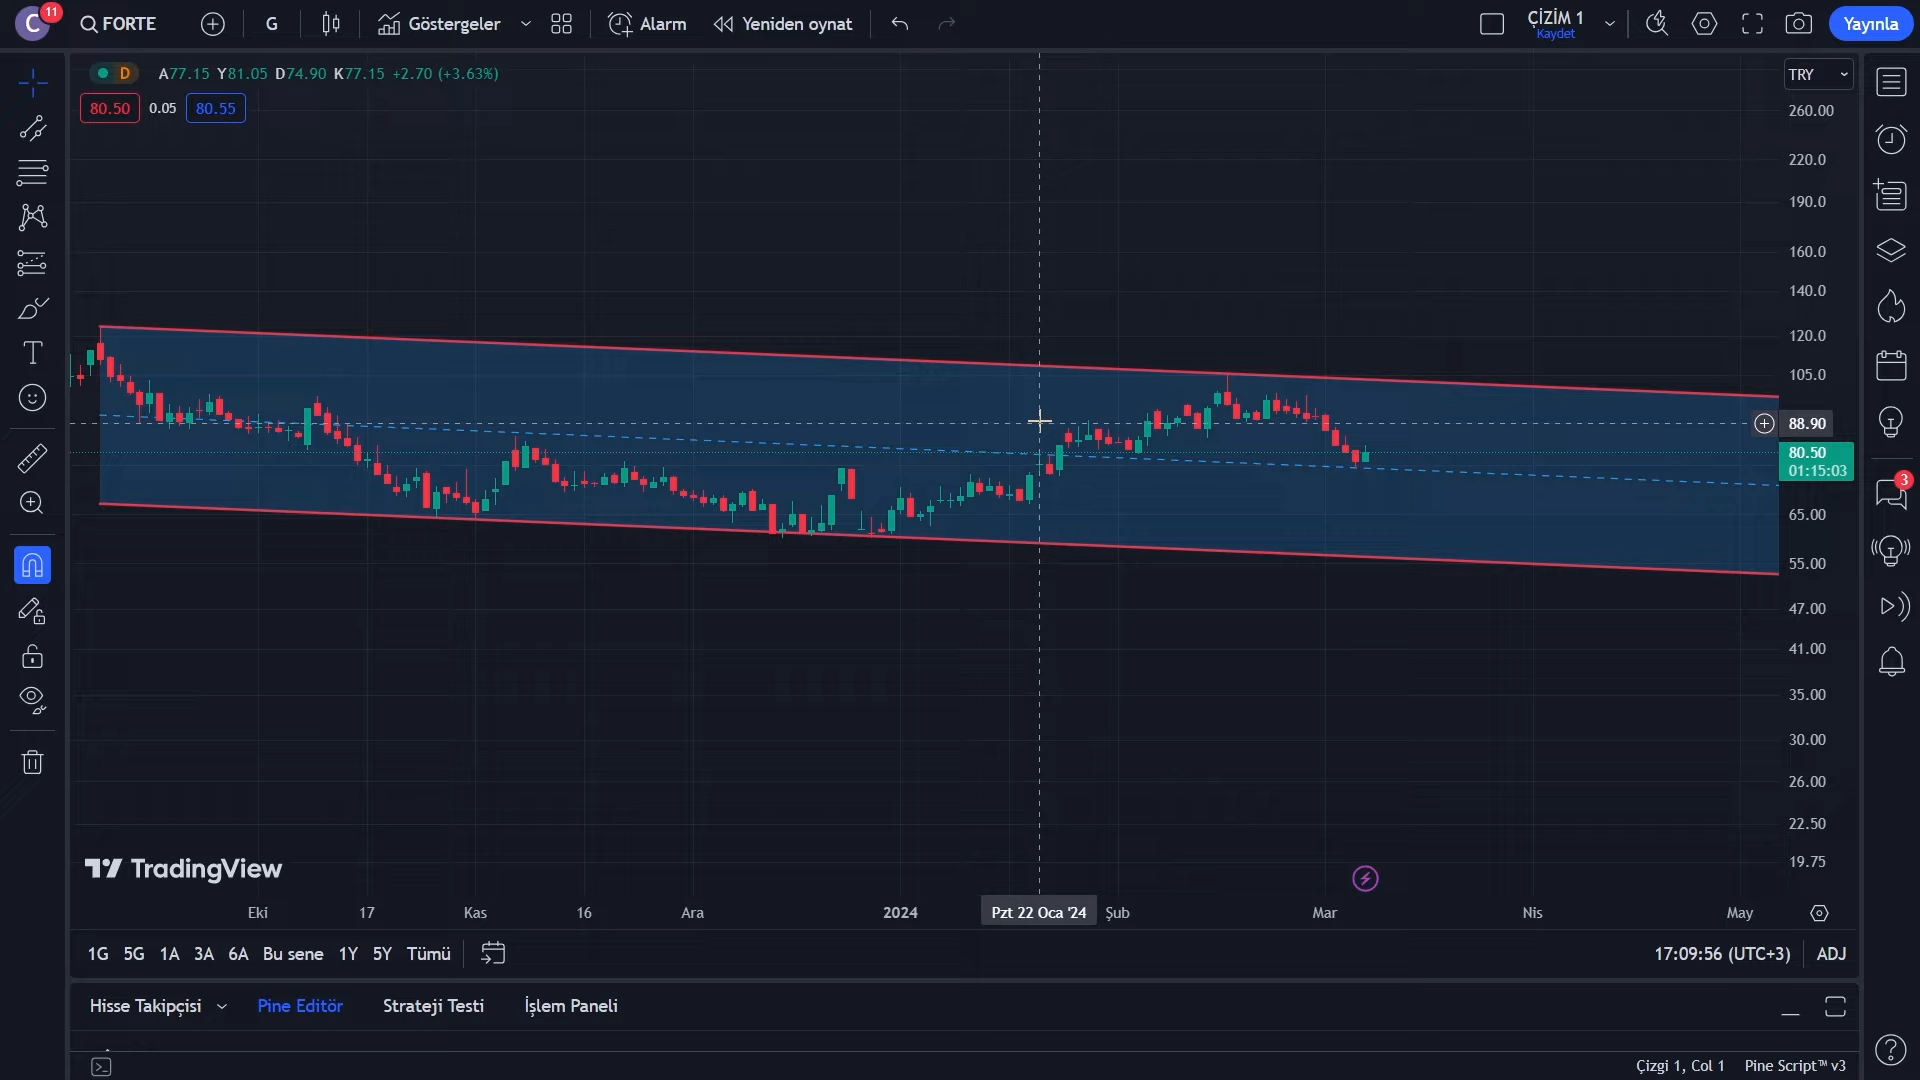 C 11 FORTE G Göstergeler Alarm Yeniden oynat ÇİZİM 1 Yayınla
Kaydet
D A77.15 Y81.05 D74.90 K77.15 +2.70 (+3.63%) TRY
80.50 0.05 80.55
260.00
220.0
190.0
160.0
140.0
120.0
105.0
88.90
80.50
01:15:03
65.00
55.00
47.00
41.00
35.00
30.00
26.00
22.50
19.75
3
TradingView
Eki 17 Kas 16 Ara 2024 Pzt 22 Oca '24 Şub Mar Nis May
1G 5G 1A 3A 6A Bu sene 1Y 5Y Tümü 17:09:56 (UTC+3) ADJ
Hisse Takipçisi Pine Editör Strateji Testi İşlem Paneli
Çizgi 1, Col 1 Pine Script™ v3